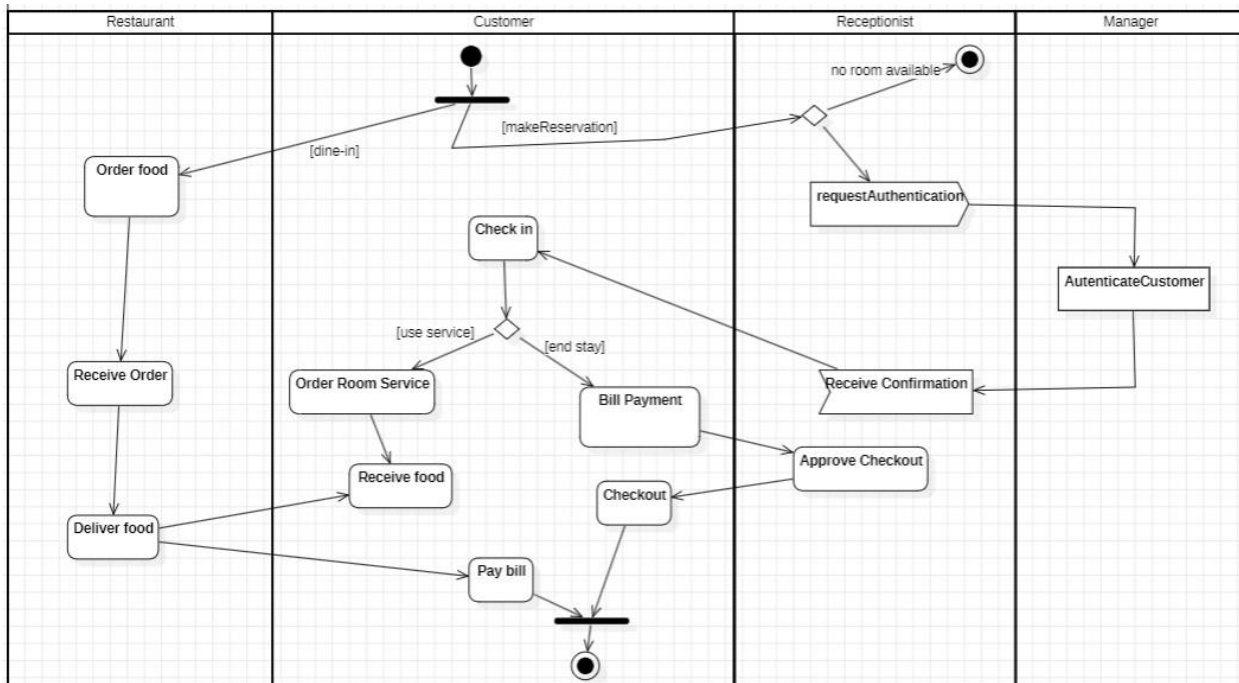 Restaurant
Customer
Receptionist
Manager
no room available
[makeReservation]
[dine-in]
Order food
requestAuthentication
Check in
AutenticateCustomer
[use service]
[end stay]
Receive Order
Order Room Service
Receive Confirmation
Bill Payment
Approve Checkout
Receive food
Checkout
Deliver food
Pay bill